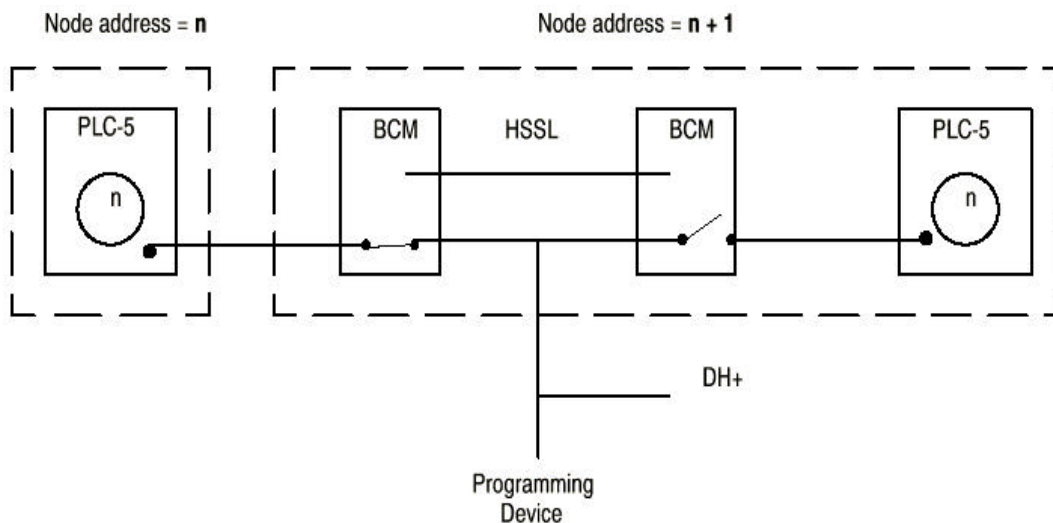 Node address = n
Node address = n + 1
PLC-5
n
BCM
HSSL
BCM
PLC-5
n
DH+
Programming
Device